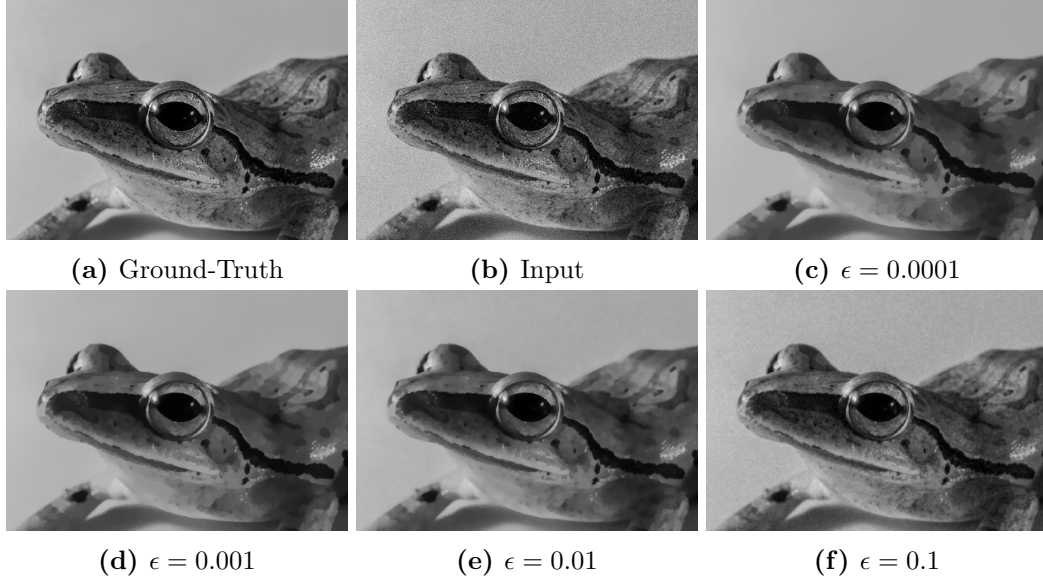 (a) Ground-Truth
(b) Input
(c) ϵ = 0.0001
(d) ϵ = 0.001
(e) ϵ = 0.01
(f) ϵ = 0.1